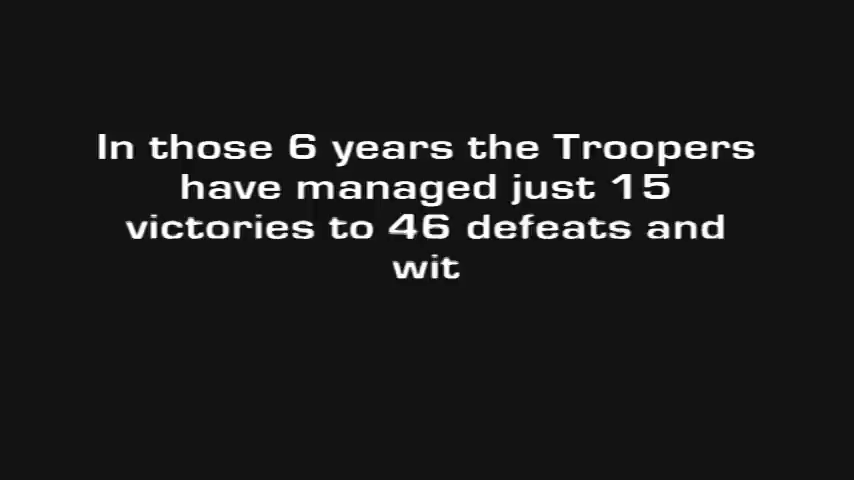 In those 6 years the Troopers
have managed just 15
victories to 46 defeats and
wit